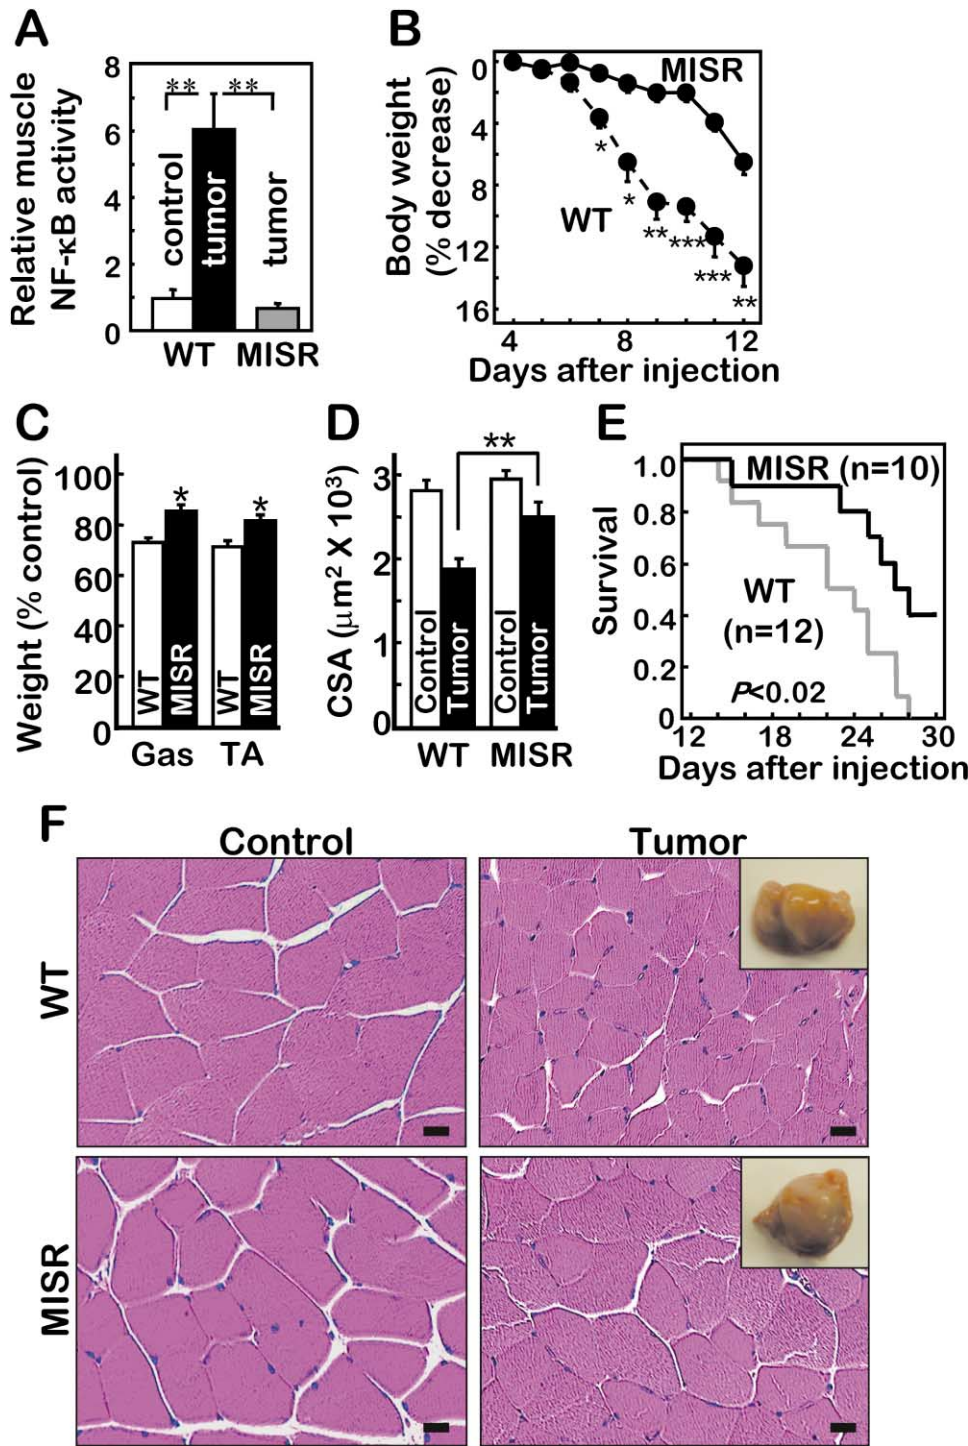 A
Relative muscle
NF-κB activity
8
6
4
2
0
**
**
control
tumor
tumor
WT
MISR
B
Body weight
(% decrease)
0
4
8
12
16
MISR
WT
*
*
**
***
***
**
4
8
12
Days after injection
C
Weight (% control)
100
80
60
40
20
0
*
*
WT
MISR
WT
MISR
Gas
TA
D
CSA (μm² X 10³)
3
2
1
0
**
Control
Tumor
Control
Tumor
WT
MISR
E
Survival
1.0
0.8
0.6
0.4
0.2
0
MISR (n=10)
WT
(n=12)
P<0.02
12
18
24
30
Days after injection
F
Control
Tumor
WT
MISR